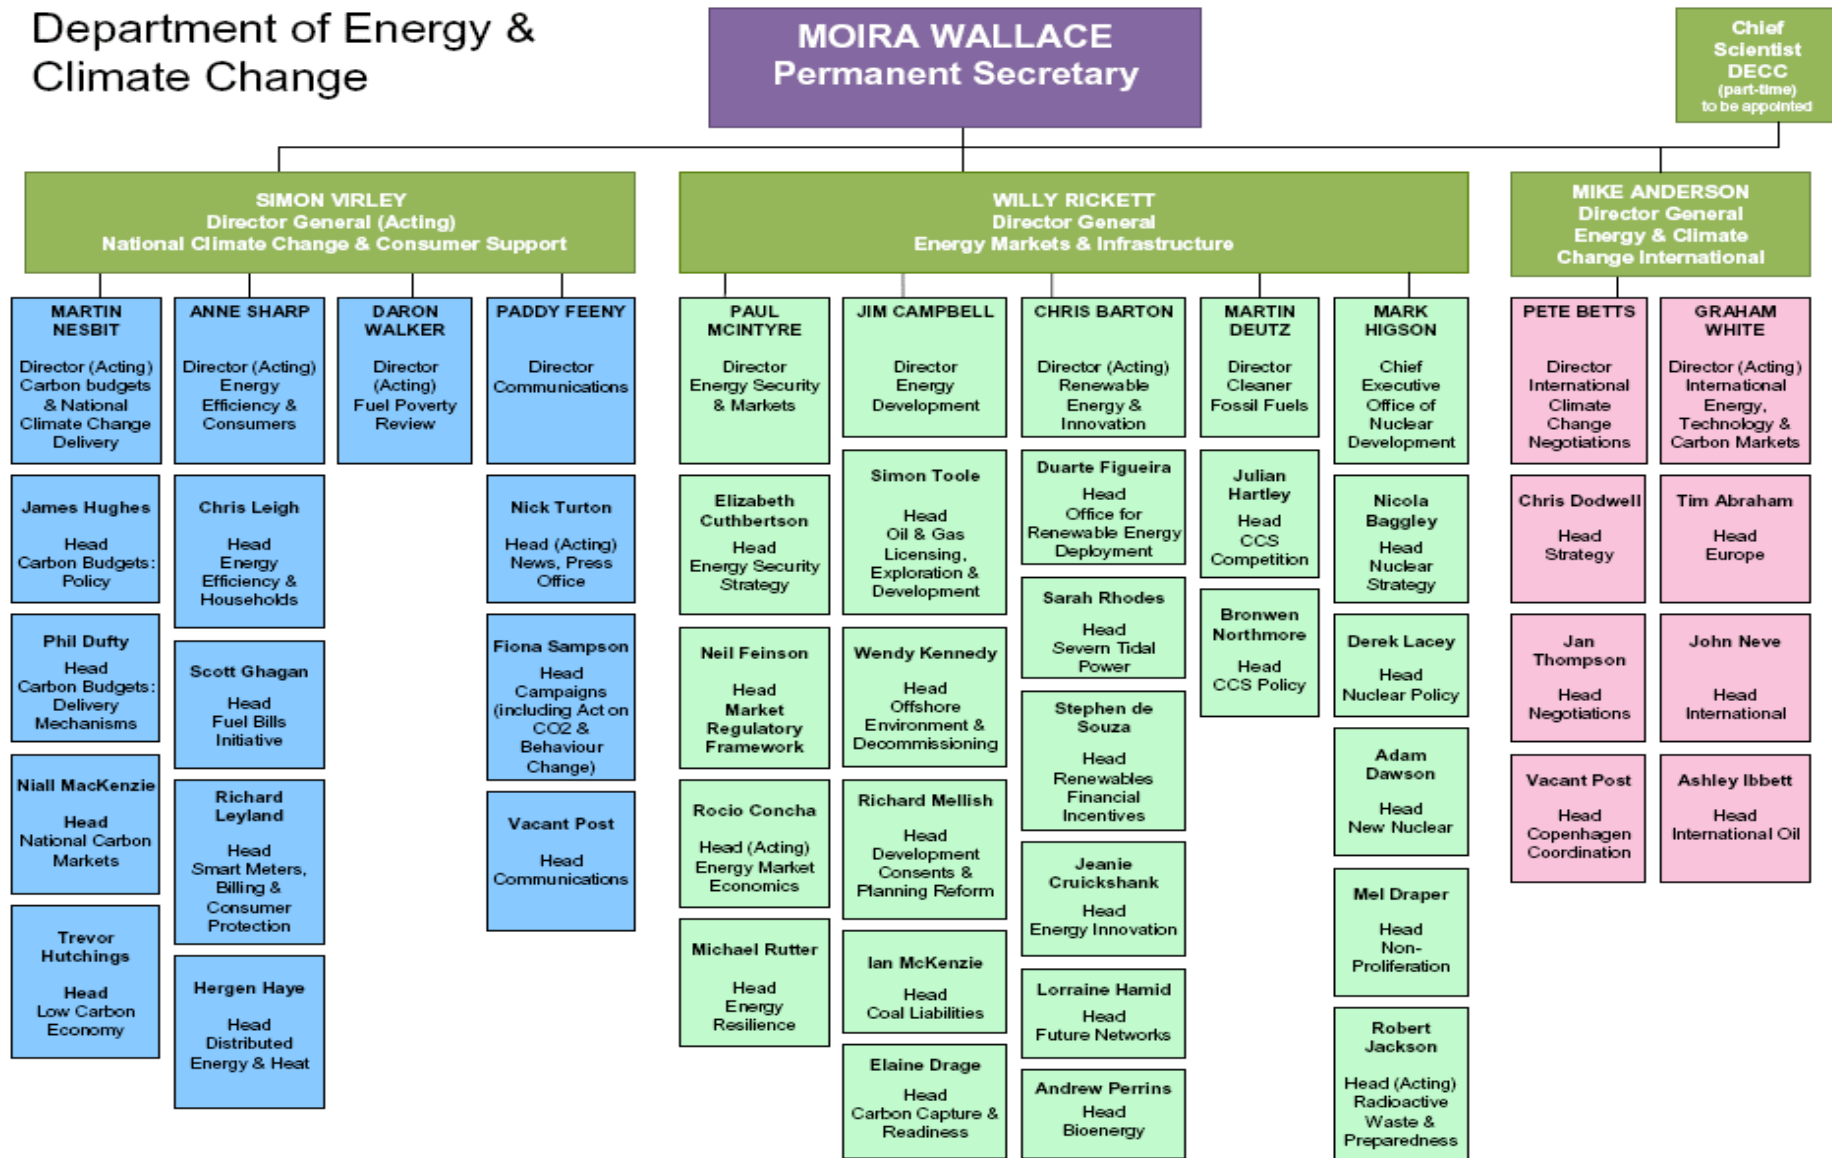 Department of Energy &
Climate Change
MOIRA WALLACE
Permanent Secretary
Chief
Scientist
DECC
(part-time)
to be appointed
SIMON VIRLEY
Director General (Acting)
National Climate Change & Consumer Support
WILLY RICKETT
Director General
Energy Markets & Infrastructure
MIKE ANDERSON
Director General
Energy & Climate
Change International
MARTIN
NESBIT
Director (Acting)
Carbon budgets
& National
Climate Change
Delivery
James Hughes
Head
Carbon Budgets:
Policy
Phil Dufty
Head
Carbon Budgets:
Delivery
Mechanisms
Niall MacKenzie
Head
National Carbon
Markets
Trevor
Hutchings
Head
Low Carbon
Economy
ANNE SHARP
Director (Acting)
Energy
Efficiency &
Consumers
Chris Leigh
Head
Energy
Efficiency &
Households
Scott Ghagan
Head
Fuel Bills
Initiative
Richard
Leyland
Head
Smart Meters,
Billing &
Consumer
Protection
Hergen Haye
Head
Distributed
Energy & Heat
DARON
WALKER
Director
(Acting)
Fuel Poverty
Review
PADDY FEENY
Director
Communications
Nick Turton
Head (Acting)
News, Press
Office
Fiona Sampson
Head
Campaigns
(including Act on
CO2 &
Behaviour
Change)
Vacant Post
Head
Communications
PAUL
MCINTYRE
Director
Energy Security
& Markets
Elizabeth
Cuthbertson
Head
Energy Security
Strategy
Neil Feinson
Head
Market
Regulatory
Framework
Rocio Concha
Head (Acting)
Energy Market
Economics
Michael Rutter
Head
Energy
Resilience
JIM CAMPBELL
Director
Energy
Development
Simon Toole
Head
Oil & Gas
Licensing,
Exploration &
Development
Wendy Kennedy
Head
Offshore
Environment &
Decommissioning
Richard Mellish
Head
Development
Consents &
Planning Reform
Ian McKenzie
Head
Coal Liabilities
Elaine Drage
Head
Carbon Capture &
Readiness
CHRIS BARTON
Director (Acting)
Renewable
Energy &
Innovation
Duarte Figueira
Head
Office for
Renewable Energy
Deployment
Sarah Rhodes
Head
Severn Tidal
Power
Stephen de
Souza
Head
Renewables
Financial
Incentives
Jeanie
Cruickshank
Head
Energy Innovation
Lorraine Hamid
Head
Future Networks
Andrew Perrins
Head
Bioenergy
MARTIN
DEUTZ
Director
Cleaner
Fossil Fuels
Julian
Hartley
Head
CCS
Competition
Bronwen
Northmore
Head
CCS Policy
MARK
HIGSON
Chief
Executive
Office of
Nuclear
Development
Nicola
Baggley
Head
Nuclear
Strategy
Derek Lacey
Head
Nuclear Policy
Adam
Dawson
Head
New Nuclear
Mel Draper
Head
Non-
Proliferation
Robert
Jackson
Head (Acting)
Radioactive
Waste &
Preparedness
PETE BETTS
Director
International
Climate
Change
Negotiations
Chris Dodwell
Head
Strategy
Jan
Thompson
Head
Negotiations
Vacant Post
Head
Copenhagen
Coordination
GRAHAM
WHITE
Director (Acting)
International
Energy,
Technology &
Carbon Markets
Tim Abraham
Head
Europe
John Neve
Head
International
Ashley Ibbett
Head
International Oil